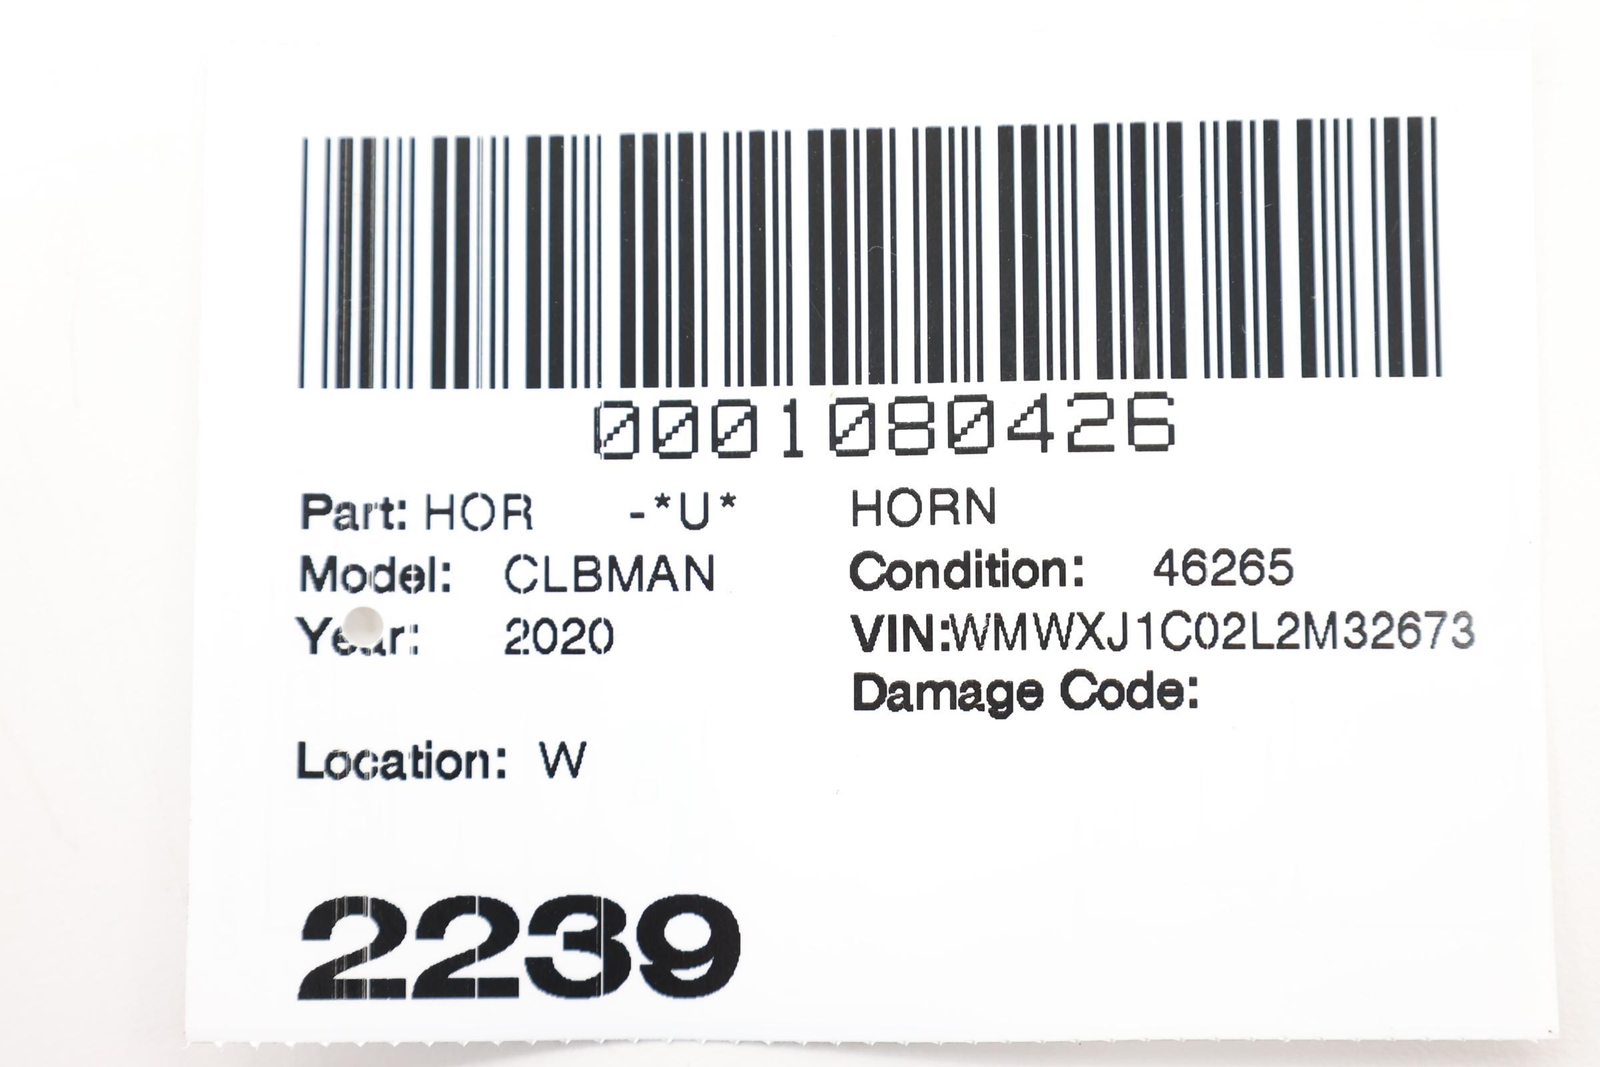 0001080426
Part: HOR -*U* HORN
Model: CLBMAN Condition: 46265
Year: 2020 VIN:WMWXJ1C02L2M32673
Damage Code:
Location: W
2239